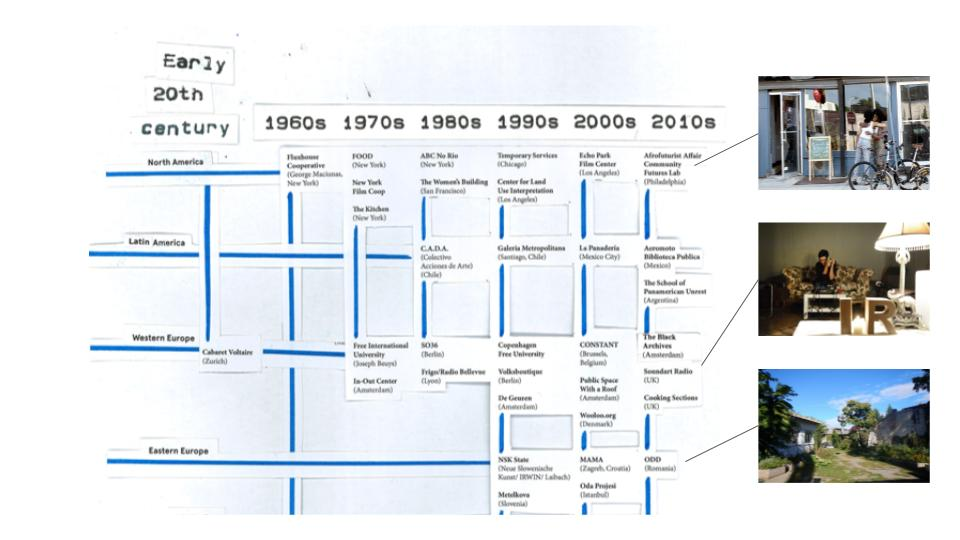 Early
20th
century
1960s 1970s 1980s 1990s 2000s 2010s
North America
Fluxhouse
Cooperative
(George Maciunas,
New York)
FOOD
(New York)
New York
Film Coop
The Kitchen
(New York)
ABC No Rio
(New York)
The Women's Building
(San Francisco)
Temporary Services
(Chicago)
Center for Land
Use Interpretation
(Los Angeles)
Echo Park
Film Center
(Los Angeles)
Afrofuturist Affair
Community
Futures Lab
(Philadelphia)
Latin America
C.A.D.A.
(Colectivo
Acciones de Arte)
(Chile)
Galeria Metropolitana
(Santiago, Chile)
La Panadería
(Mexico City)
Aeromoto
Biblioteca Publica
(Mexico)
The School of
Panamerican Unrest
(Argentina)
Western Europe
Cabaret Voltaire
(Zurich)
Free International
University
(Joseph Beuys)
In-Out Center
(Amsterdam)
SO36
(Berlin)
Frigo/Radio Bellevue
(Lyon)
Copenhagen
Free University
Volksboutique
(Berlin)
De Geuzen
(Amsterdam)
CONSTANT
(Brussels,
Belgium)
Public Space
With a Roof
(Amsterdam)
Wooloo.org
(Denmark)
The Black
Archives
(Amsterdam)
Soundart Radio
(UK)
Cooking Sections
(UK)
Eastern Europe
NSK State
(Neue Slowenische
Kunst/ IRWIN/ Laibach)
Metelkova
(Slovenia)
MAMA
(Zagreb, Croatia)
Oda Projesi
(Istanbul)
ODD
(Romania)